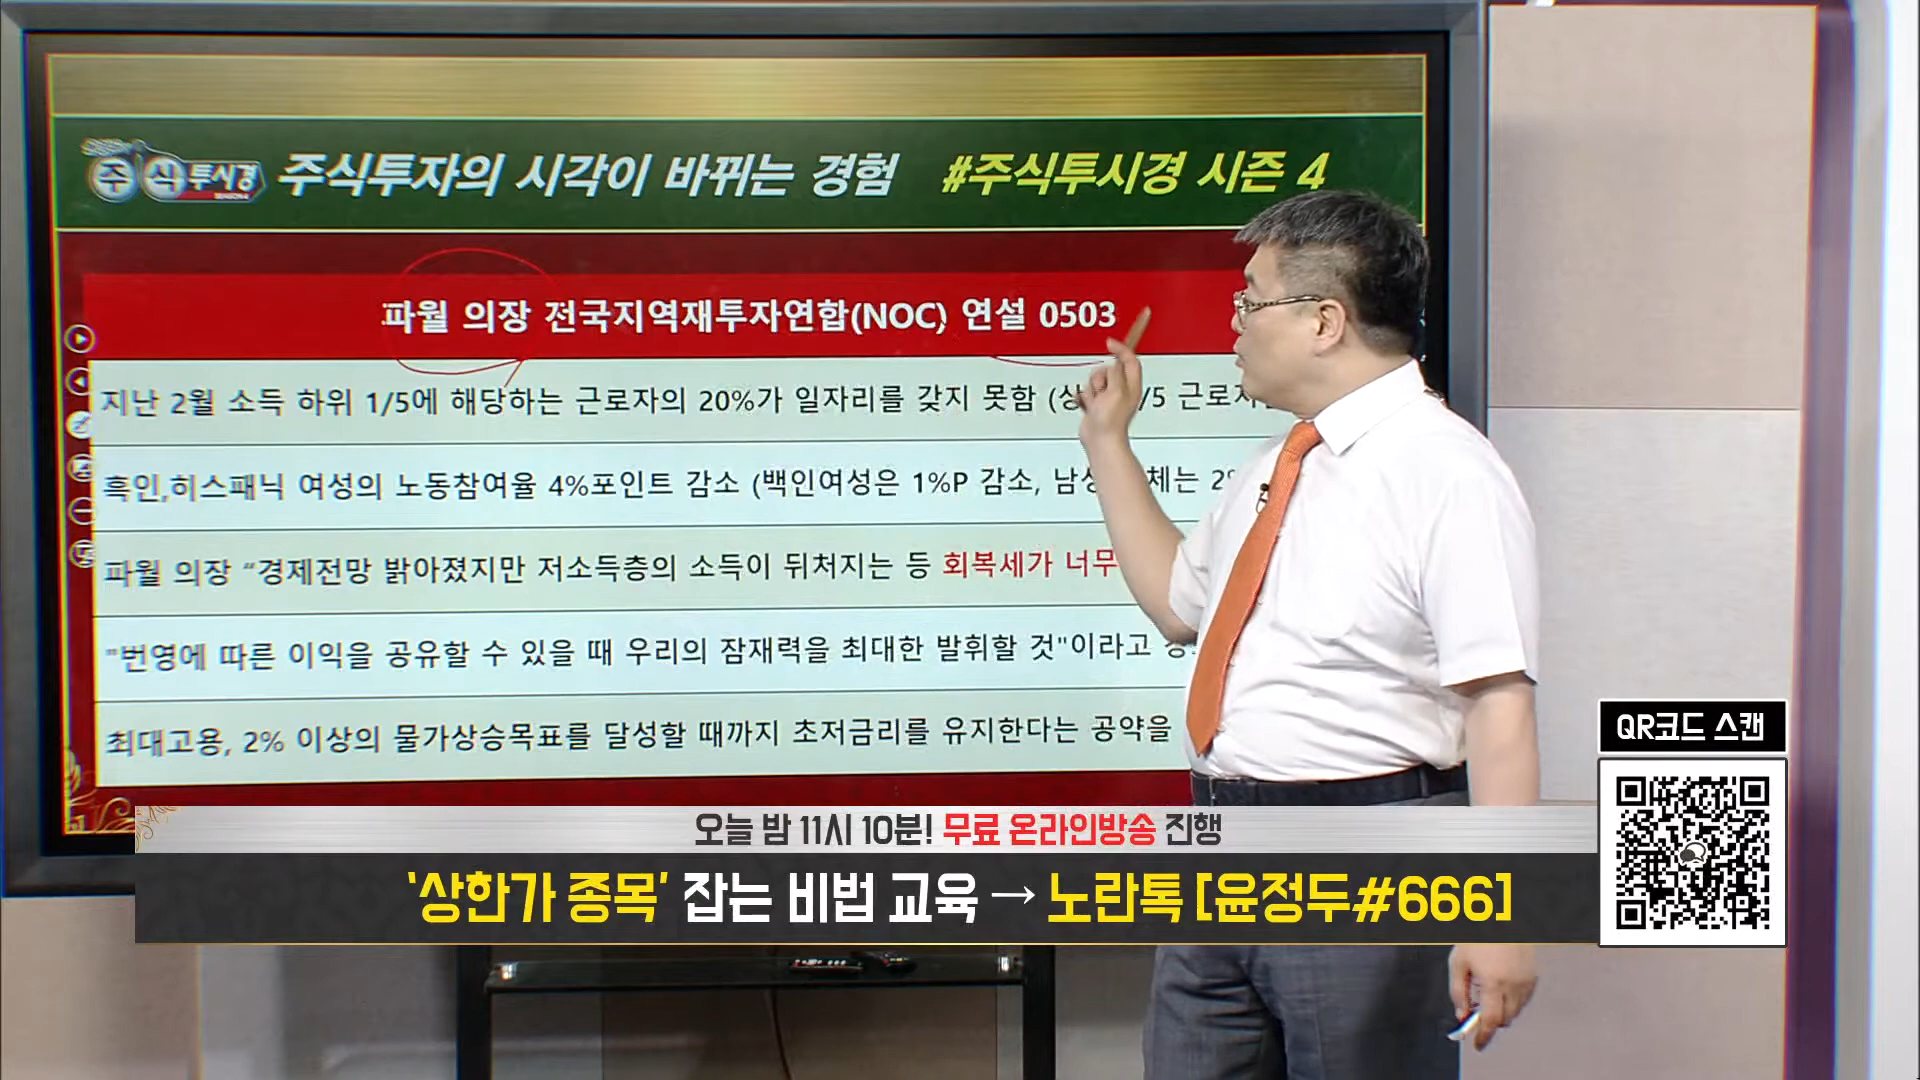 주식투시경 주식투자의 시각이 바뀌는 경험 #주식투시경 시즌 4
파월 의장 전국지역재투자연합(NOC) 연설 0503
지난 2월 소득 하위 1/5에 해당하는 근로자의 20%가 일자리를 갖지 못함 (상 /5 근로자
흑인,히스패닉 여성의 노동참여율 4%포인트 감소 (백인여성은 1%P 감소, 남성 체는 2%
파월 의장 “경제전망 밝아졌지만 저소득층의 소득이 뒤처지는 등 회복세가 너무
"번영에 따른 이익을 공유할 수 있을 때 우리의 잠재력을 최대한 발휘할 것"이라고
최대고용, 2% 이상의 물가상승목표를 달성할 때까지 초저금리를 유지한다는 공약을
QR코드 스캔
오늘 밤 11시 10분! 무료 온라인방송 진행
‘상한가 종목’ 잡는 비법 교육 → 노란톡 [윤정두#666]